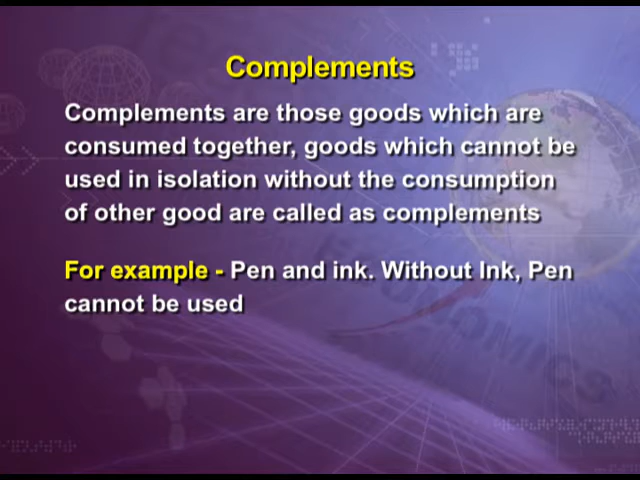 Complements
Complements are those goods which are
consumed together, goods which cannot be
used in isolation without the consumption
of other good are called as complements
For example - Pen and ink. Without Ink, Pen
cannot be used